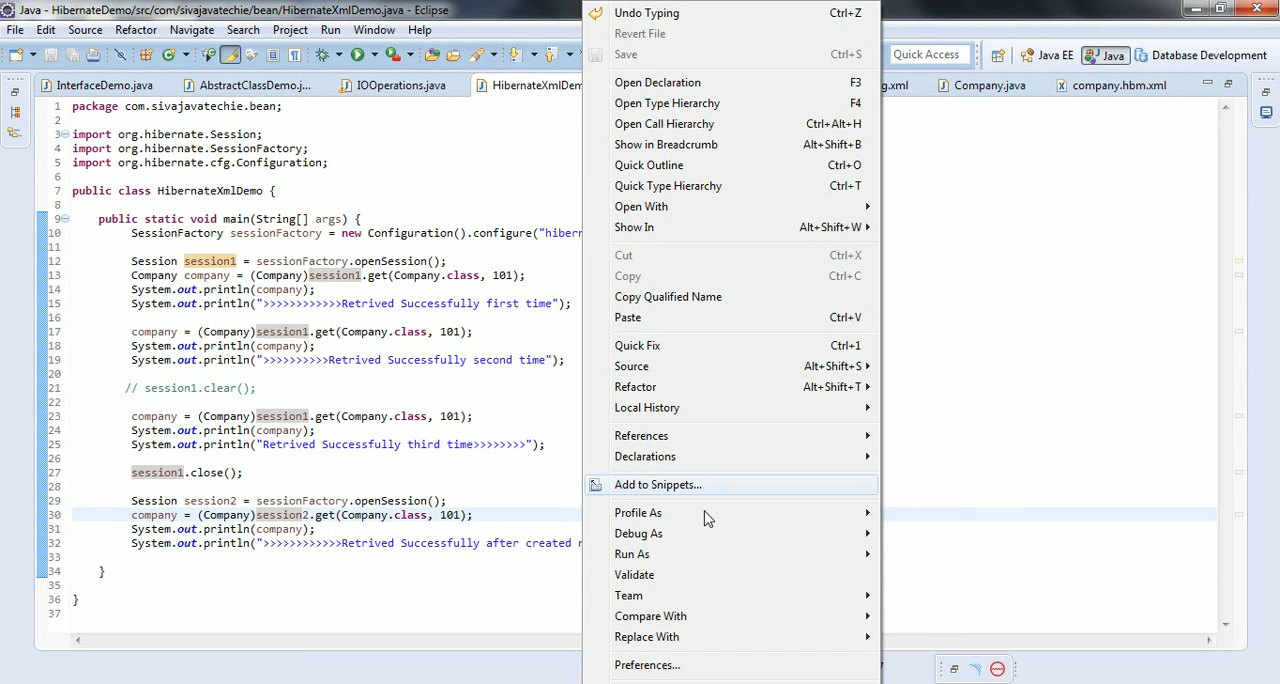 Java - HibernateDemo/src/com/sivajavatechie/bean/HibernateXmlDemo.java - Eclipse
File Edit Source Refactor Navigate Search Project Run Window Help
Quick Access Java EE Java Database Development
InterfaceDemo.java AbstractClassDemo.j... IOOperations.java HibernateXmlDem g.xml Company.java company.hbm.xml
1 package com.sivajavatechie.bean;
2
3 import org.hibernate.Session;
4 import org.hibernate.SessionFactory;
5 import org.hibernate.cfg.Configuration;
6
7 public class HibernateXmlDemo {
8
9 public static void main(String[] args) {
10 SessionFactory sessionFactory = new Configuration().configure("hibern
11
12 Session session1 = sessionFactory.openSession();
13 Company company = (Company)session1.get(Company.class, 101);
14 System.out.println(company);
15 System.out.println(">>>>>>>>>>>>Retrived Successfully first time");
16
17 company = (Company)session1.get(Company.class, 101);
18 System.out.println(company);
19 System.out.println(">>>>>>>>>>Retrived Successfully second time");
20
21 // session1.clear();
22
23 company = (Company)session1.get(Company.class, 101);
24 System.out.println(company);
25 System.out.println("Retrived Successfully third time>>>>>>>>");
26
27 session1.close();
28
29 Session session2 = sessionFactory.openSession();
30 company = (Company)session2.get(Company.class, 101);
31 System.out.println(company);
32 System.out.println(">>>>>>>>>>>>Retrived Successfully after created n
33
34 }
35
36 }
37
Undo Typing Ctrl+Z
Revert File
Save Ctrl+S
Open Declaration F3
Open Type Hierarchy F4
Open Call Hierarchy Ctrl+Alt+H
Show in Breadcrumb Alt+Shift+B
Quick Outline Ctrl+O
Quick Type Hierarchy Ctrl+T
Open With
Show In Alt+Shift+W
Cut Ctrl+X
Copy Ctrl+C
Copy Qualified Name
Paste Ctrl+V
Quick Fix Ctrl+1
Source Alt+Shift+S
Refactor Alt+Shift+T
Local History
References
Declarations
Add to Snippets...
Profile As
Debug As
Run As
Validate
Team
Compare With
Replace With
Preferences...